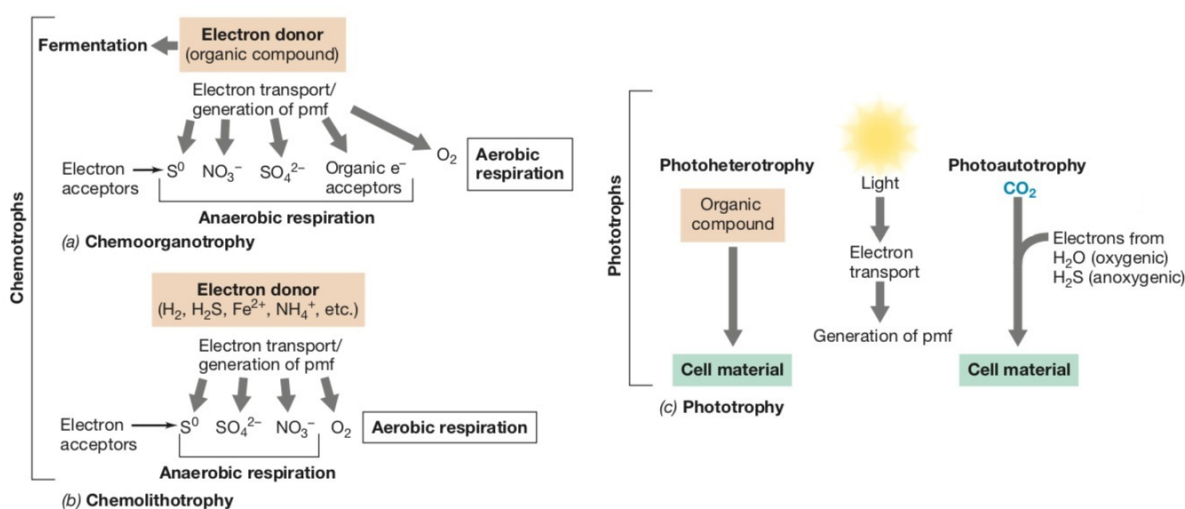 Chemotrophs
Fermentation
Electron donor
(organic compound)
Electron transport/
generation of pmf
Electron
acceptors
S⁰ NO₃⁻ SO₄²⁻ Organic e⁻
acceptors
O₂
Aerobic
respiration
Anaerobic respiration
(a) Chemoorganotrophy
Electron donor
(H₂, H₂S, Fe²⁺, NH₄⁺, etc.)
Electron transport/
generation of pmf
Electron
acceptors
S⁰ SO₄²⁻ NO₃⁻ O₂
Aerobic respiration
Anaerobic respiration
(b) Chemolithotrophy
Phototrophs
Photoheterotrophy
Organic
compound
Cell material
Light
Electron
transport
Generation of pmf
Photoautotrophy
CO₂
Electrons from
H₂O (oxygenic)
H₂S (anoxygenic)
Cell material
(c) Phototrophy